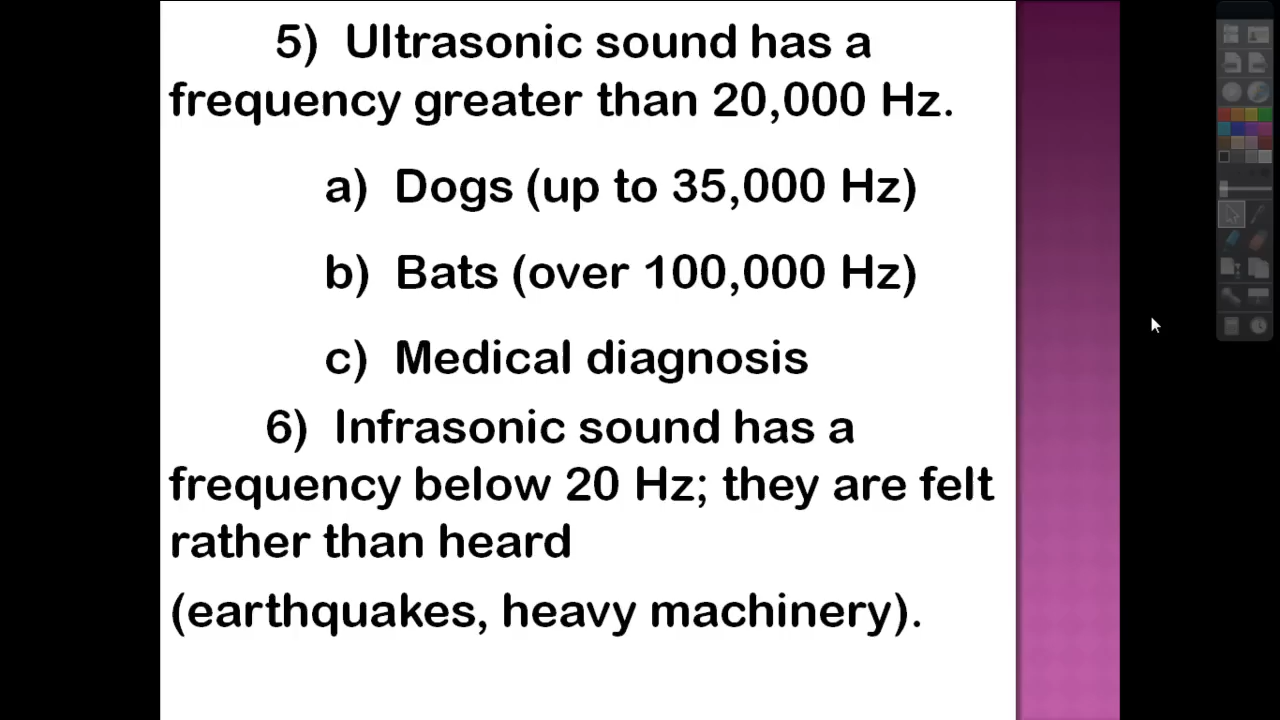 5) Ultrasonic sound has a
frequency greater than 20,000 Hz.
a) Dogs (up to 35,000 Hz)
b) Bats (over 100,000 Hz)
c) Medical diagnosis
6) Infrasonic sound has a
frequency below 20 Hz; they are felt
rather than heard
(earthquakes, heavy machinery).